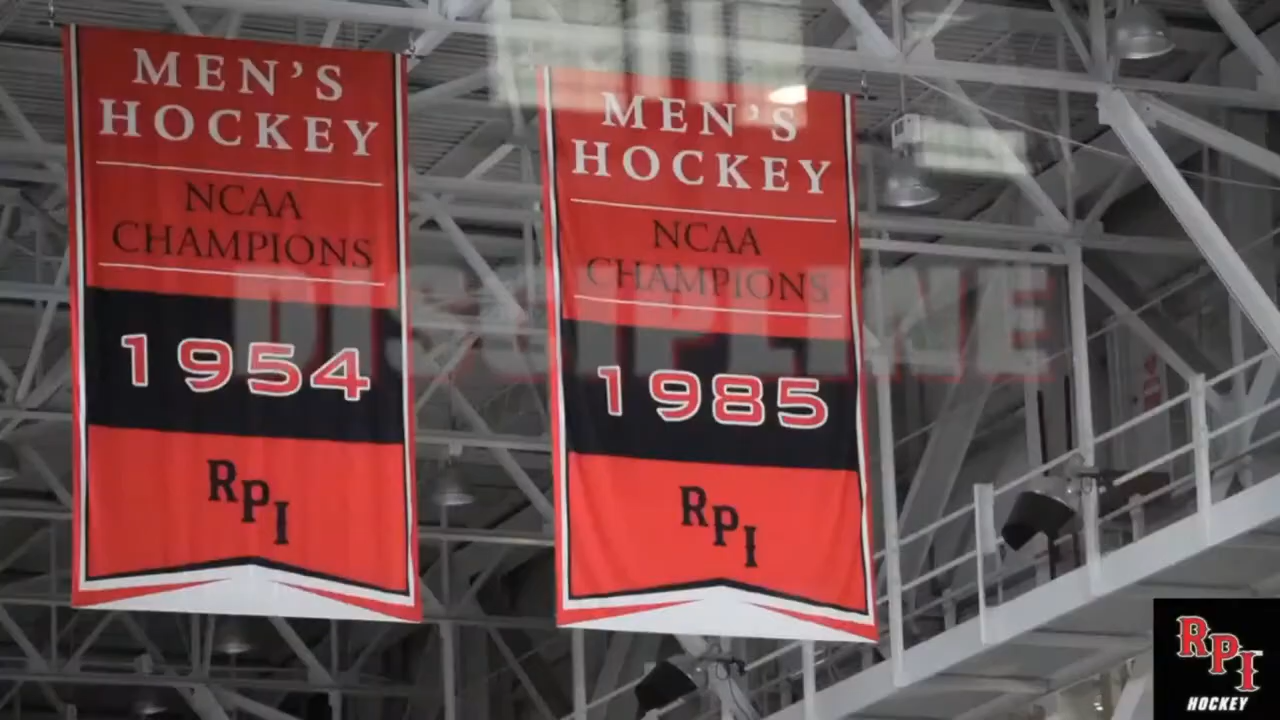 MEN'S
HOCKEY
NCAA
CHAMPIONS
1954
RPI
MEN'S
HOCKEY
NCAA
CHAMPIONS
1985
RPI
DISCIPLINE
RPI
HOCKEY